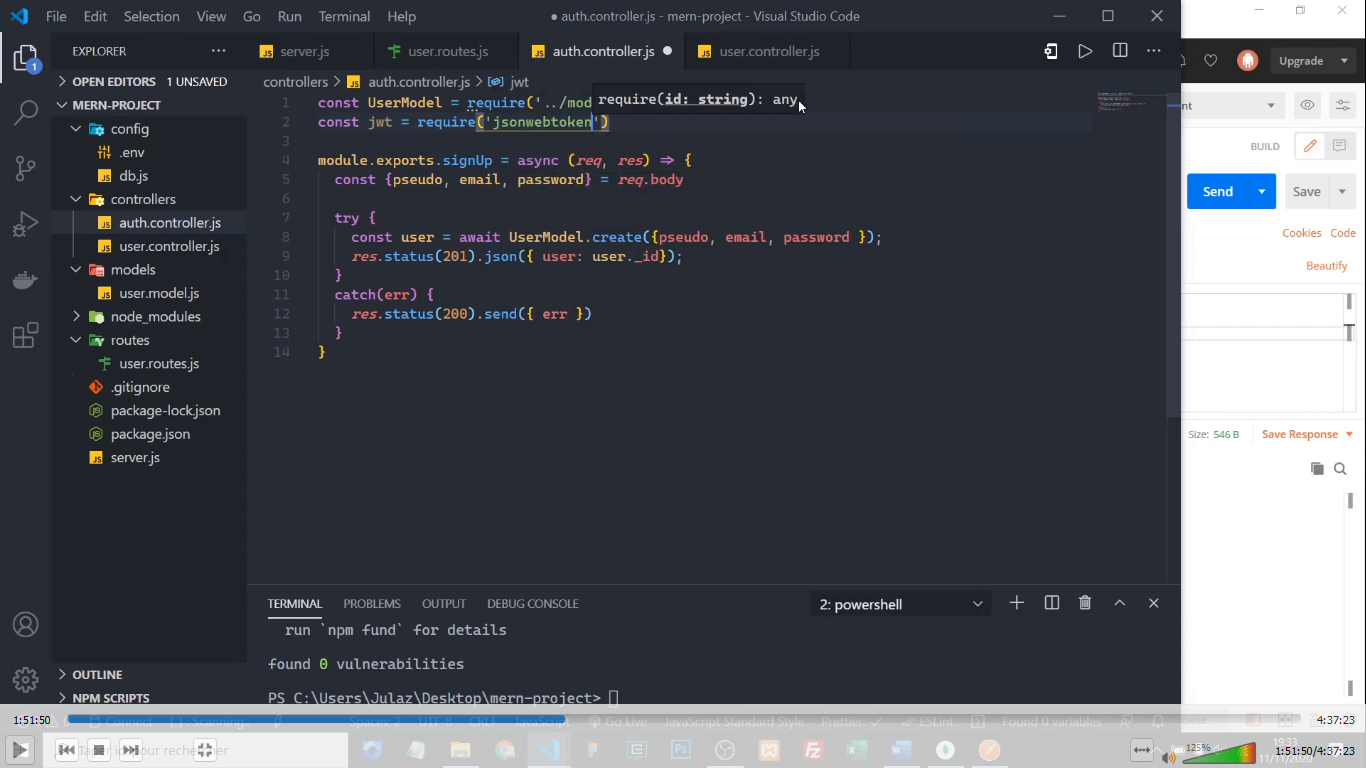 File Edit Selection View Go Run Terminal Help
● auth.controller.js - mern-project - Visual Studio Code
EXPLORER
server.js
user.routes.js
auth.controller.js
user.controller.js
OPEN EDITORS 1 UNSAVED
MERN-PROJECT
config
.env
db.js
controllers
auth.controller.js
user.controller.js
models
user.model.js
node_modules
routes
user.routes.js
.gitignore
package-lock.json
package.json
server.js
OUTLINE
NPM SCRIPTS
1
controllers > auth.controller.js > jwt
require(id: string): any
1 const UserModel = require('../mod
2 const jwt = require('jsonwebtoken')
3
4 module.exports.signUp = async (req, res) => {
5 const {pseudo, email, password} = req.body
6
7 try {
8 const user = await UserModel.create({pseudo, email, password });
9 res.status(201).json({ user: user._id});
10 }
11 catch(err) {
12 res.status(200).send({ err })
13 }
14 }
TERMINAL PROBLEMS OUTPUT DEBUG CONSOLE
2: powershell
run `npm fund` for details
found 0 vulnerabilities
PS C:\Users\Julaz\Desktop\mern-project>
Upgrade
nt
BUILD
Send
Save
Cookies Code
Beautify
Size: 546 B Save Response
1:51:50
4:37:23
Connect
Scanning..
Spaces: 2 UTF-8 CRLF JavaScript
Go Live JavaScript Standard Style Prettier: ESLint Found 0 variables
Taper ici pour rechercher
125%
19:33
11/11/2020
1:51:50/4:37:23